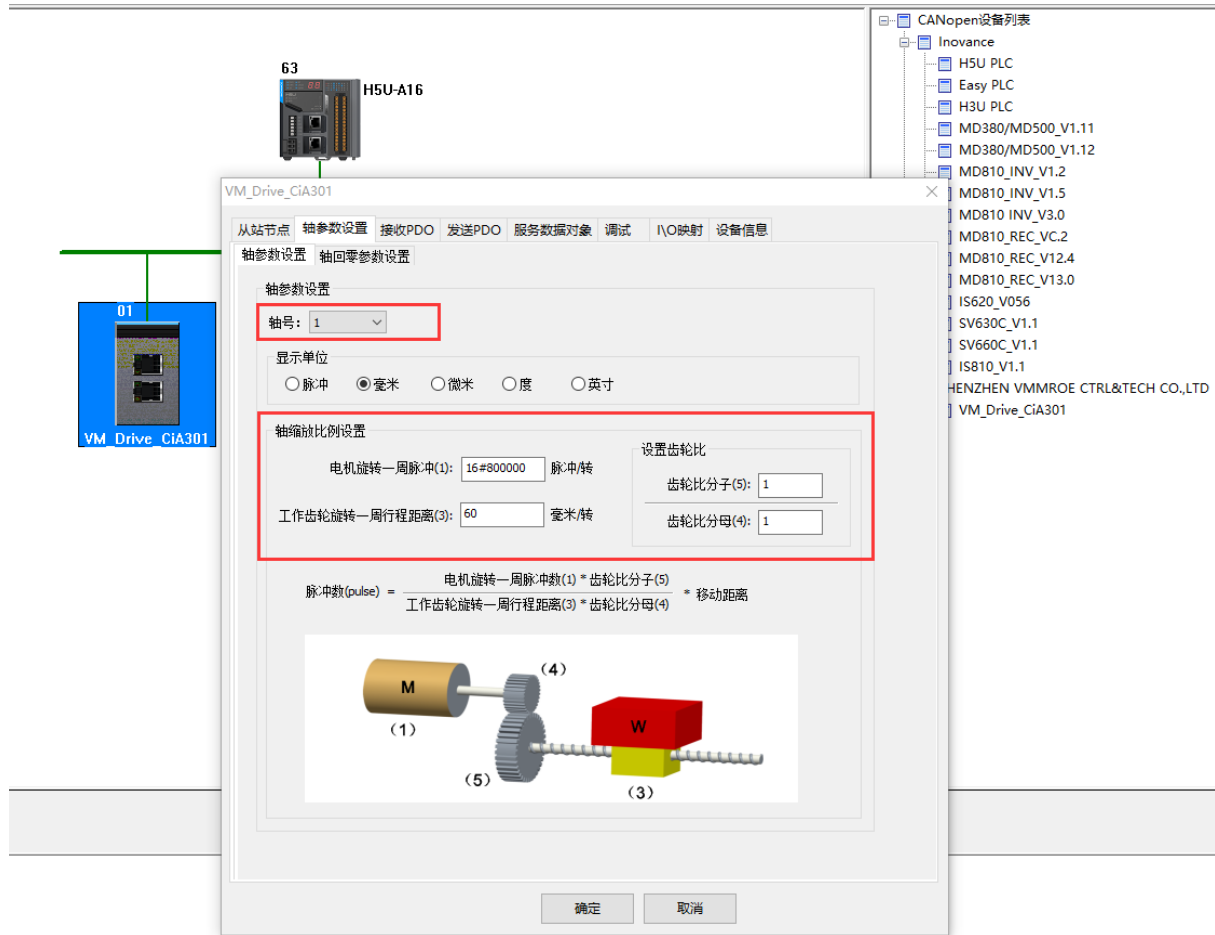 63
H5U-A16
01
VM_Drive_CiA301
CANopen设备列表
Inovance
H5U PLC
Easy PLC
H3U PLC
MD380/MD500_V1.11
MD380/MD500_V1.12
MD810_INV_V1.2
MD810_INV_V1.5
MD810 INV_V3.0
MD810_REC_VC.2
MD810_REC_V12.4
MD810_REC_V13.0
IS620_V056
SV630C_V1.1
SV660C_V1.1
IS810_V1.1
HENZHEN VMMROE CTRL&TECH CO.,LTD
VM_Drive_CiA301
VM_Drive_CiA301
从站节点 轴参数设置 接收PDO 发送PDO 服务数据对象 调试 I\O映射 设备信息
轴参数设置 轴回零参数设置
轴参数设置
轴号: 1
显示单位
脉冲 毫米 微米 度 英寸
轴缩放比例设置
电机旋转一周脉冲(1): 16#800000 脉冲/转
工作齿轮旋转一周行程距离(3): 60 毫米/转
设置齿轮比
齿轮比分子(5): 1
齿轮比分母(4): 1
脉冲数(pulse) = 电机旋转一周脉冲数(1) * 齿轮比分子(5)
工作齿轮旋转一周行程距离(3) * 齿轮比分母(4)
* 移动距离
M
(1)
(4)
(5)
W
(3)
确定 取消